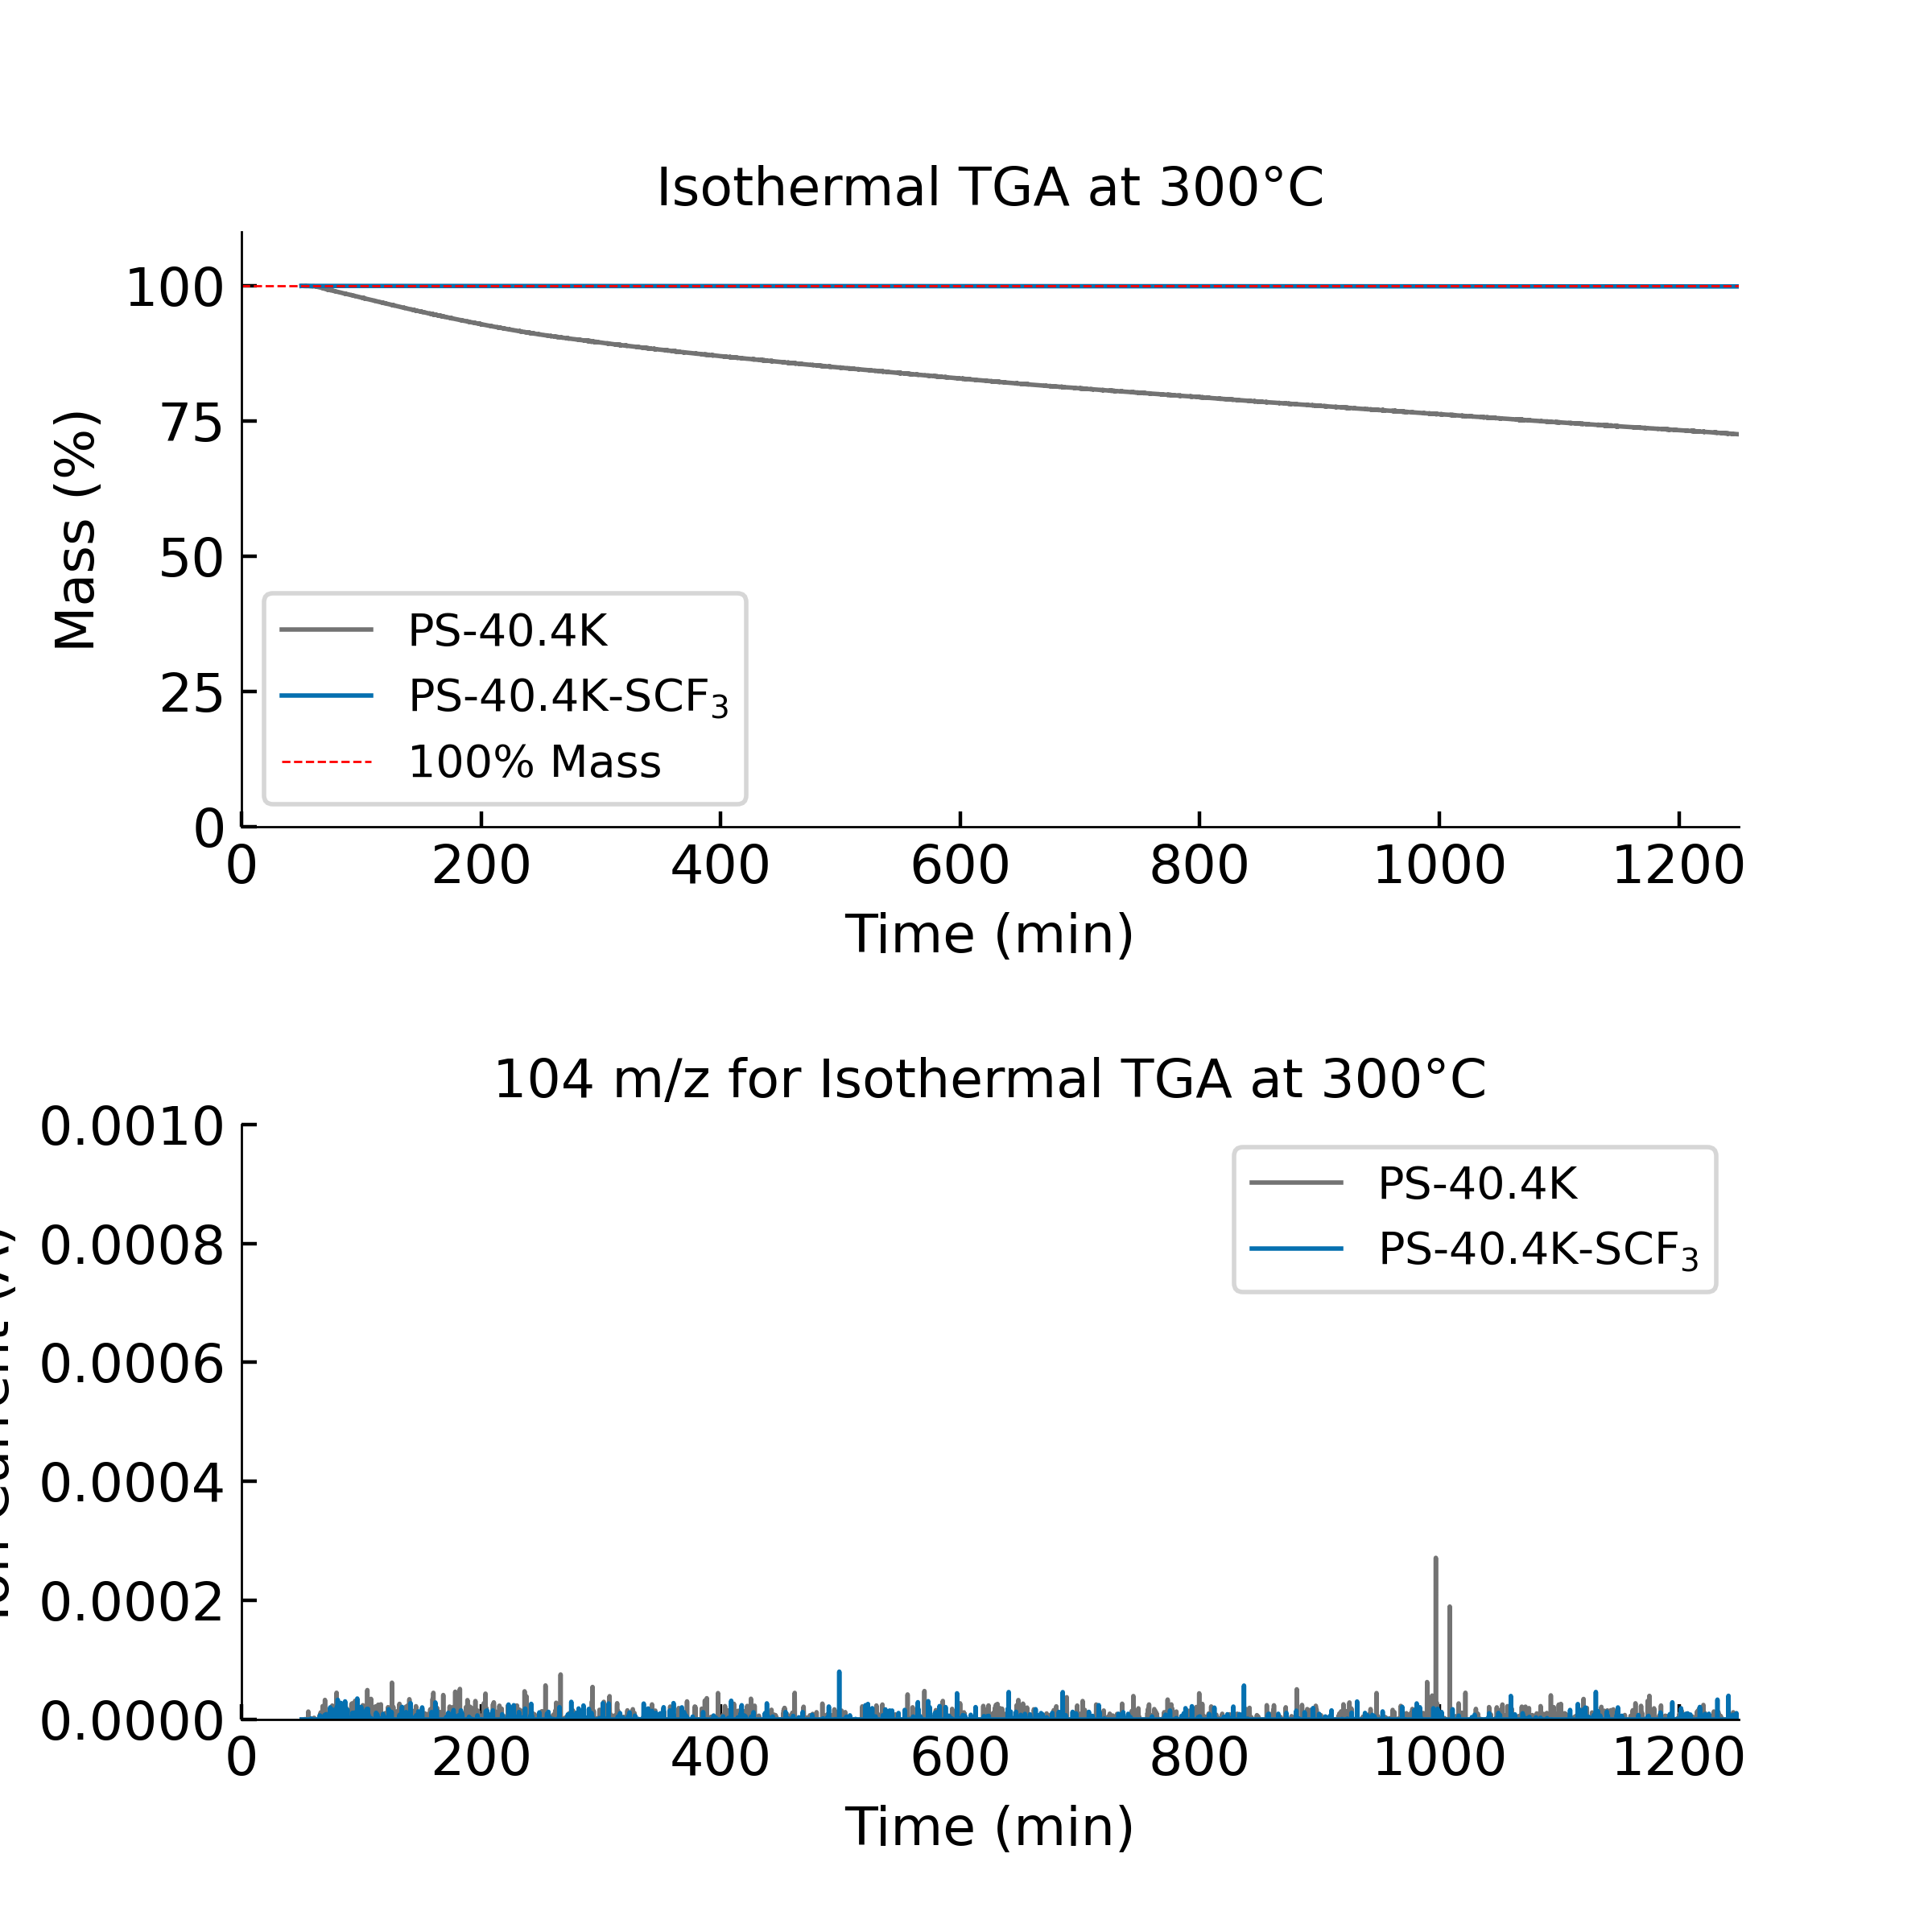 Isothermal TGA at 300°C
Mass (%)
100
75
50
25
0
PS-40.4K
PS-40.4K-SCF₃
100% Mass
0 200 400 600 800 1000 1200
Time (min)
104 m/z for Isothermal TGA at 300°C
0.0010
0.0008
0.0006
0.0004
0.0002
0.0000
PS-40.4K
PS-40.4K-SCF₃
0 200 400 600 800 1000 1200
Time (min)